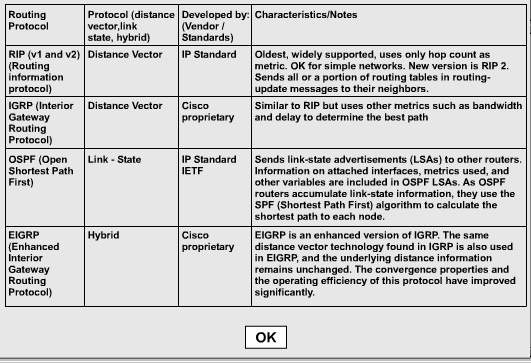 Routing
Protocol
Protocol (distance
vector,link
state, hybrid)
Developed by:
(Vendor /
Standards)
Characteristics/Notes
RIP (v1 and v2)
(Routing
information
protocol)
Distance Vector
IP Standard
Oldest, widely supported, uses only hop count as
metric. OK for simple networks. New version is RIP 2.
Sends all or a portion of routing tables in routing-
update messages to their neighbors.
IGRP (Interior
Gateway
Routing
Protocol)
Distance Vector
Cisco
proprietary
Similar to RIP but uses other metrics such as bandwidth
and delay to determine the best path
OSPF (Open
Shortest Path
First)
Link - State
IP Standard
IETF
Sends link-state advertisements (LSAs) to other routers.
Information on attached interfaces, metrics used, and
other variables are included in OSPF LSAs. As OSPF
routers accumulate link-state information, they use the
SPF (Shortest Path First) algorithm to calculate the
shortest path to each node.
EIGRP
(Enhanced
Interior
Gateway
Routing
Protocol)
Hybrid
Cisco
proprietary
EIGRP is an enhanced version of IGRP. The same
distance vector technology found in IGRP is also used
in EIGRP, and the underlying distance information
remains unchanged. The convergence properties and
the operating efficiency of this protocol have improved
significantly.
OK